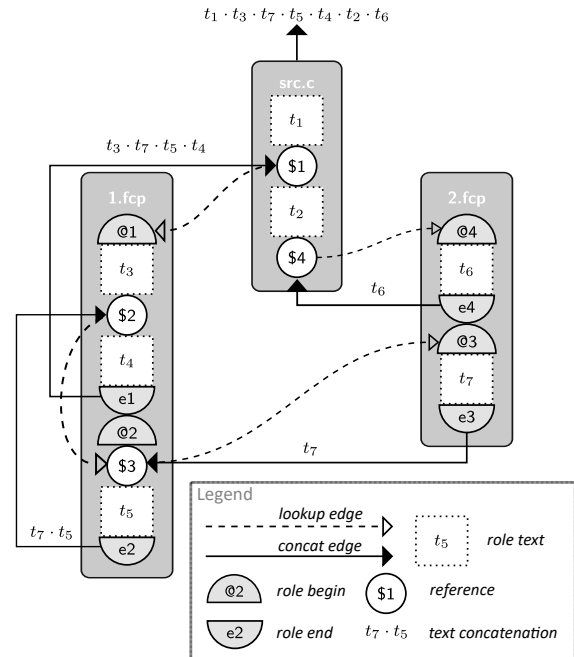 t₁ · t₃ · t₇ · t₅ · t₄ · t₂ · t₆
src.c
t₁
t₃ · t₇ · t₅ · t₄
$1
1.fcp
2.fcp
t₂
@1
@4
$4
t₃
t₆
t₆
$2
e4
@3
t₄
t₇
e1
e3
@2
t₇
$3
Legend
t₅
lookup edge
t₇ · t₅
concat edge
t₅
role text
e2
@2
role begin
$1
reference
e2
role end
t₇ · t₅
text concatenation